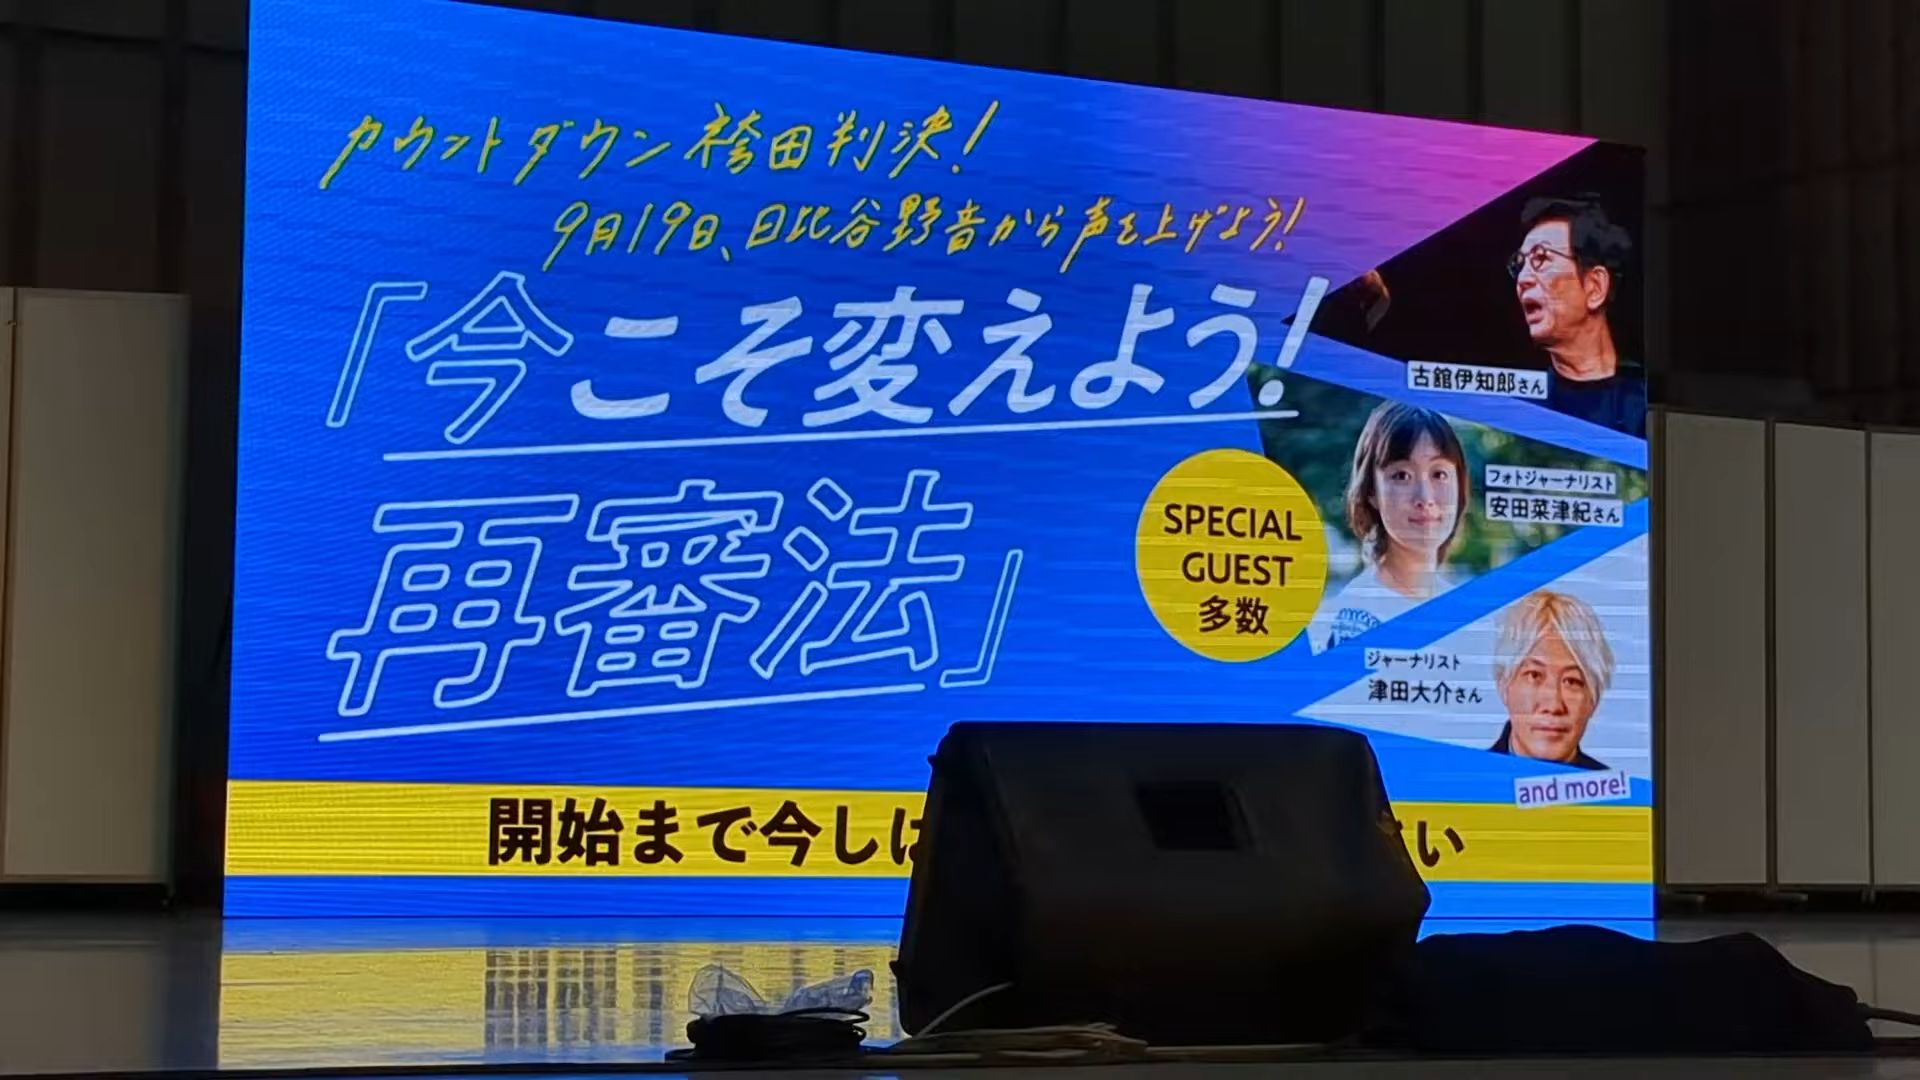 カウントダウン袴田判決!
9月19日、日比谷野音から声を上げよう!
「今こそ変えよう!
再審法」
古舘伊知郎さん
フォトジャーナリスト
安田菜津紀さん
SPECIAL
GUEST
多数
ジャーナリスト
津田大介さん
and more!
開始まで今しば い